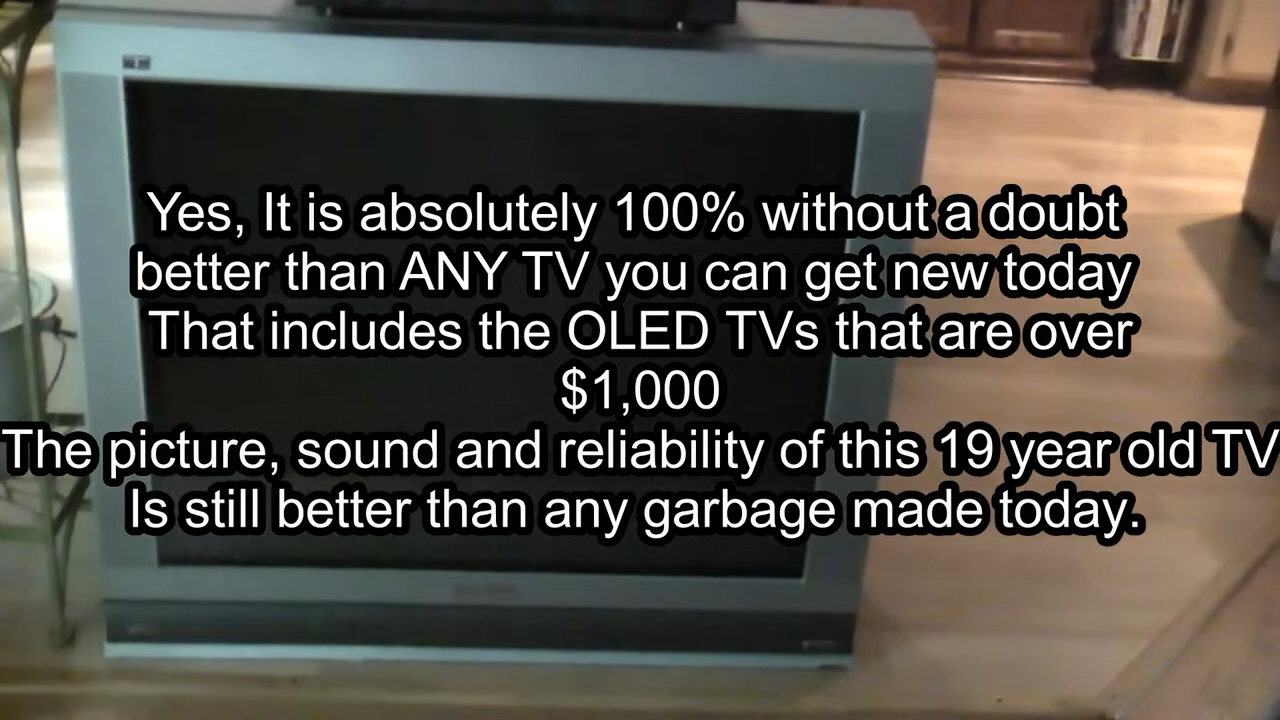 Yes, It is absolutely 100% without a doubt
better than ANY TV you can get new today
That includes the OLED TVs that are over
$1,000
The picture, sound and reliability of this 19 year old TV
Is still better than any garbage made today.